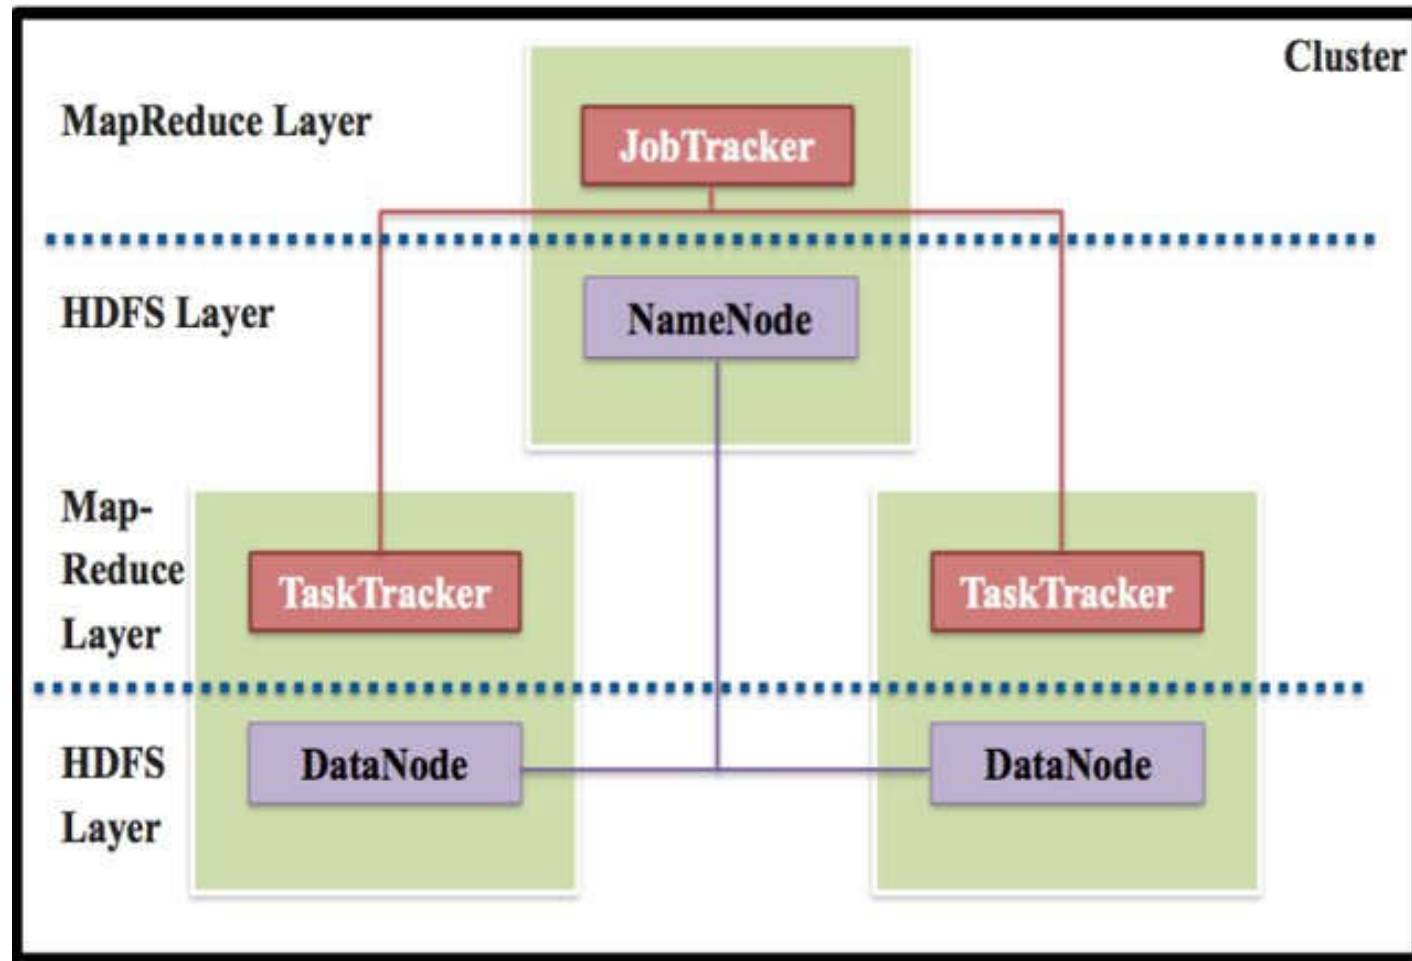 Cluster
MapReduce Layer
JobTracker
HDFS Layer
NameNode
Map-
Reduce
Layer
TaskTracker
TaskTracker
HDFS
Layer
DataNode
DataNode